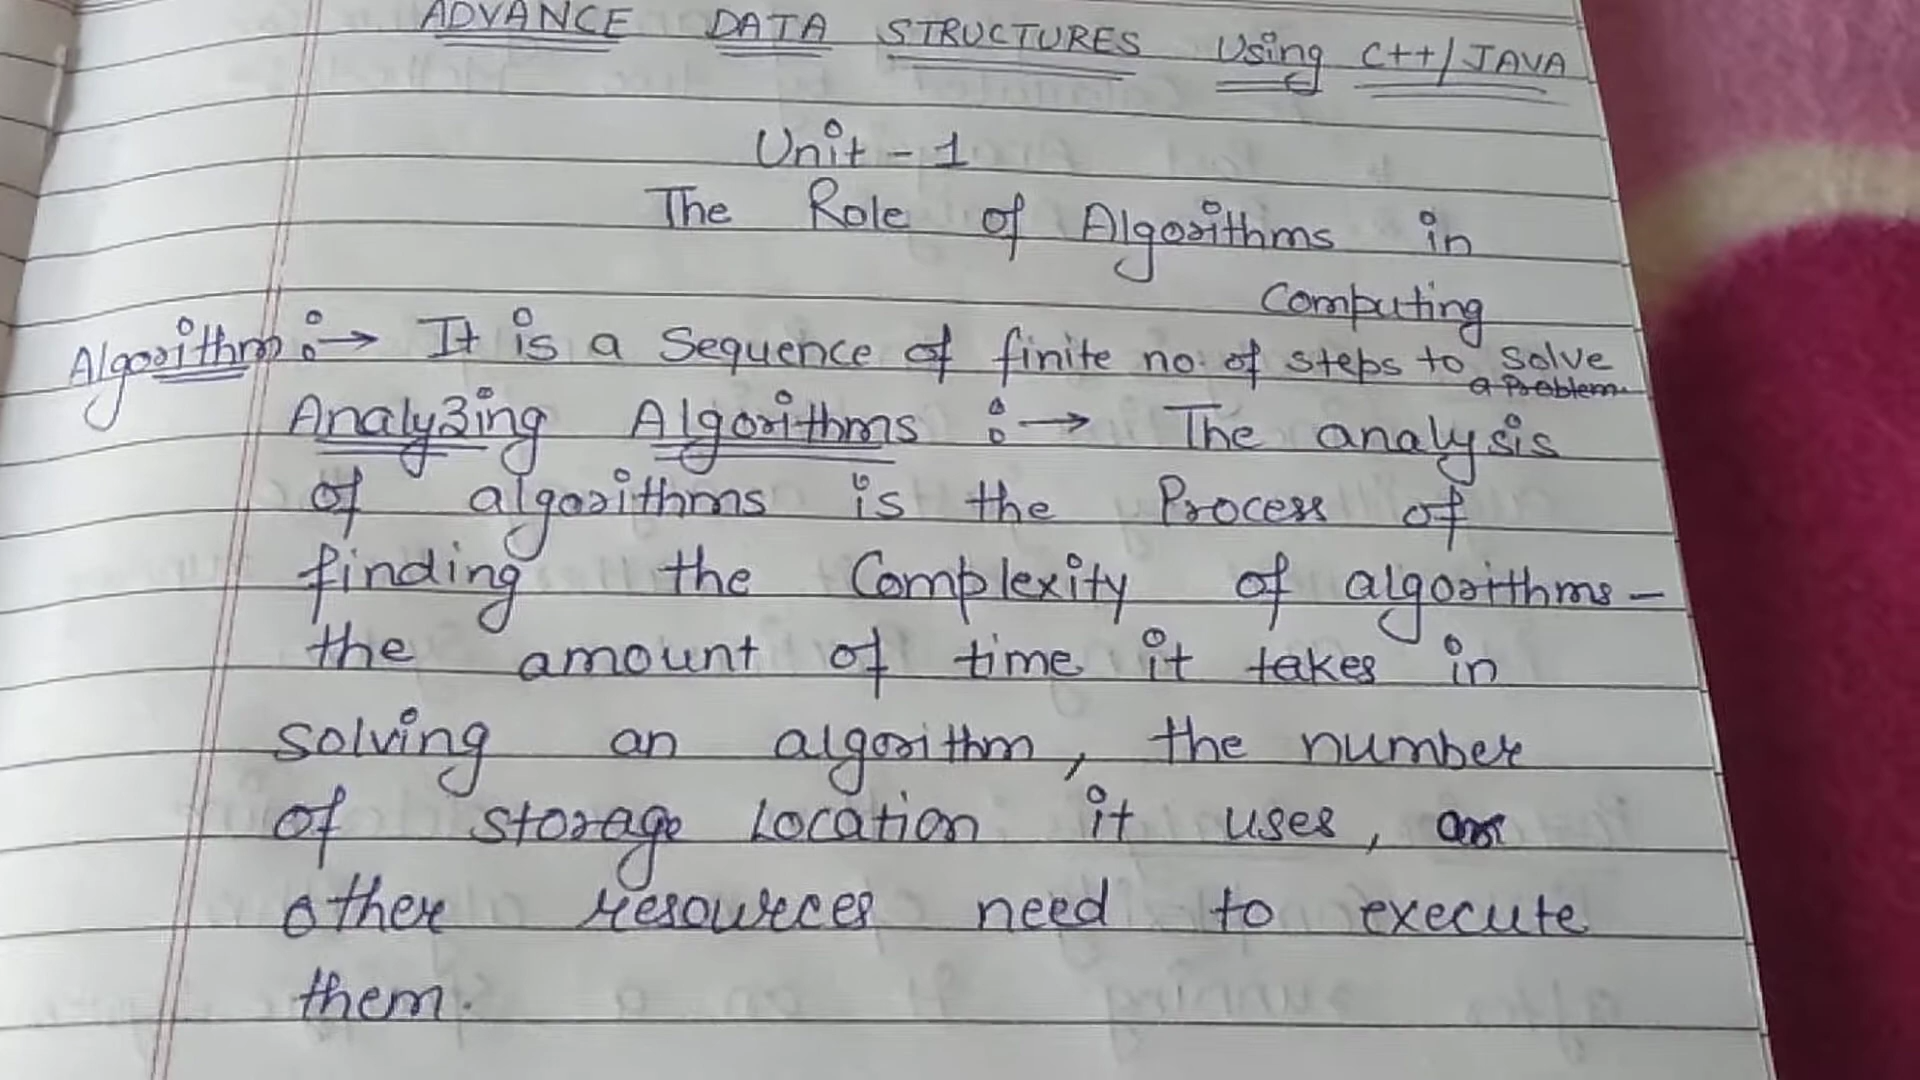 ADVANCE DATA STRUCTURES Using C++/JAVA
Unit - 1
The Role of Algorithms in
Computing
Algorithm :→ It is a Sequence of finite no. of steps to solve
a Problem.
Analyzing Algorithms :→ The analysis
of algorithms is the Process of
finding the Complexity of algorithms -
the amount of time it takes in
solving an algorithm, the number
of storage Location it uses, or
other resources need to execute
them.